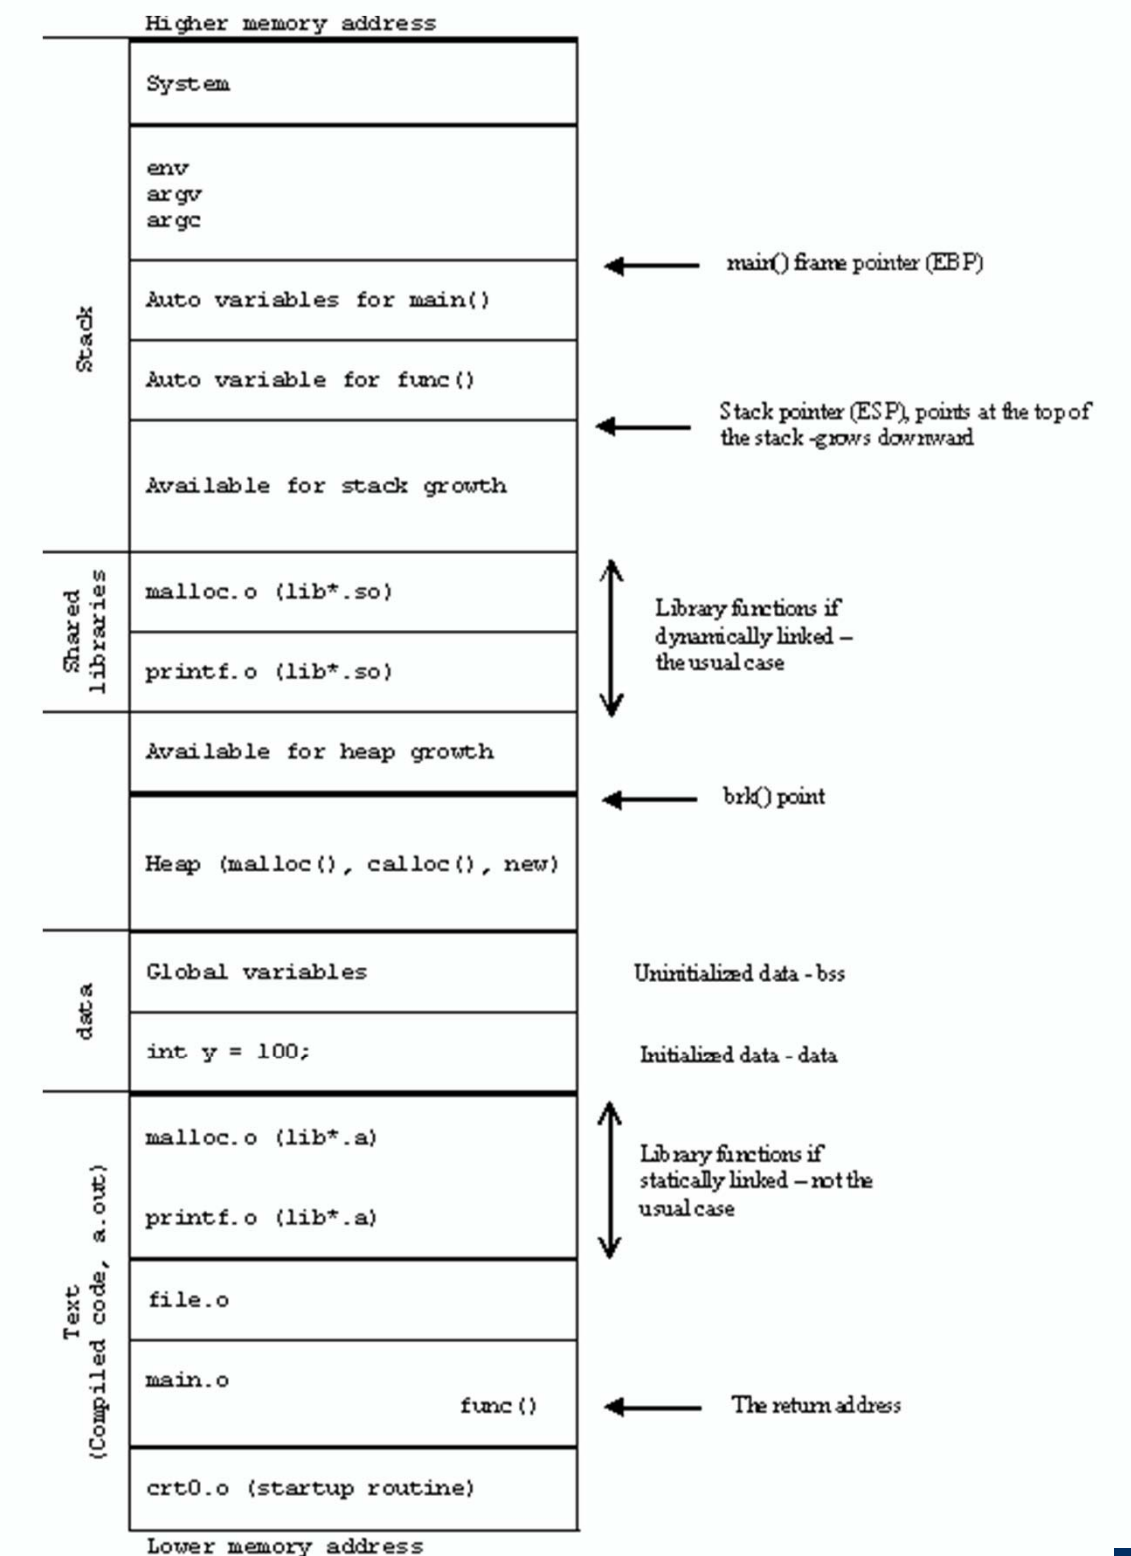 Higher memory address
System
env
argv
argc
main() frame pointer (EBP)
Auto variables for main()
Stack
Auto variable for func()
Stack pointer (ESP), points at the top of
the stack -grows downward
Available for stack growth
Shared
libraries
malloc.o (lib*.so)
printf.o (lib*.so)
Library functions if
dynamically linked –
the usual case
Available for heap growth
brk() point
Heap (malloc(), calloc(), new)
data
Global variables
Uninitialized data - bss
int y = 100;
Initialized data - data
Text
(Compiled code, a.out)
malloc.o (lib*.a)
printf.o (lib*.a)
Library functions if
statically linked – not the
usual case
file.o
main.o
func()
The return address
crt0.o (startup routine)
Lower memory address